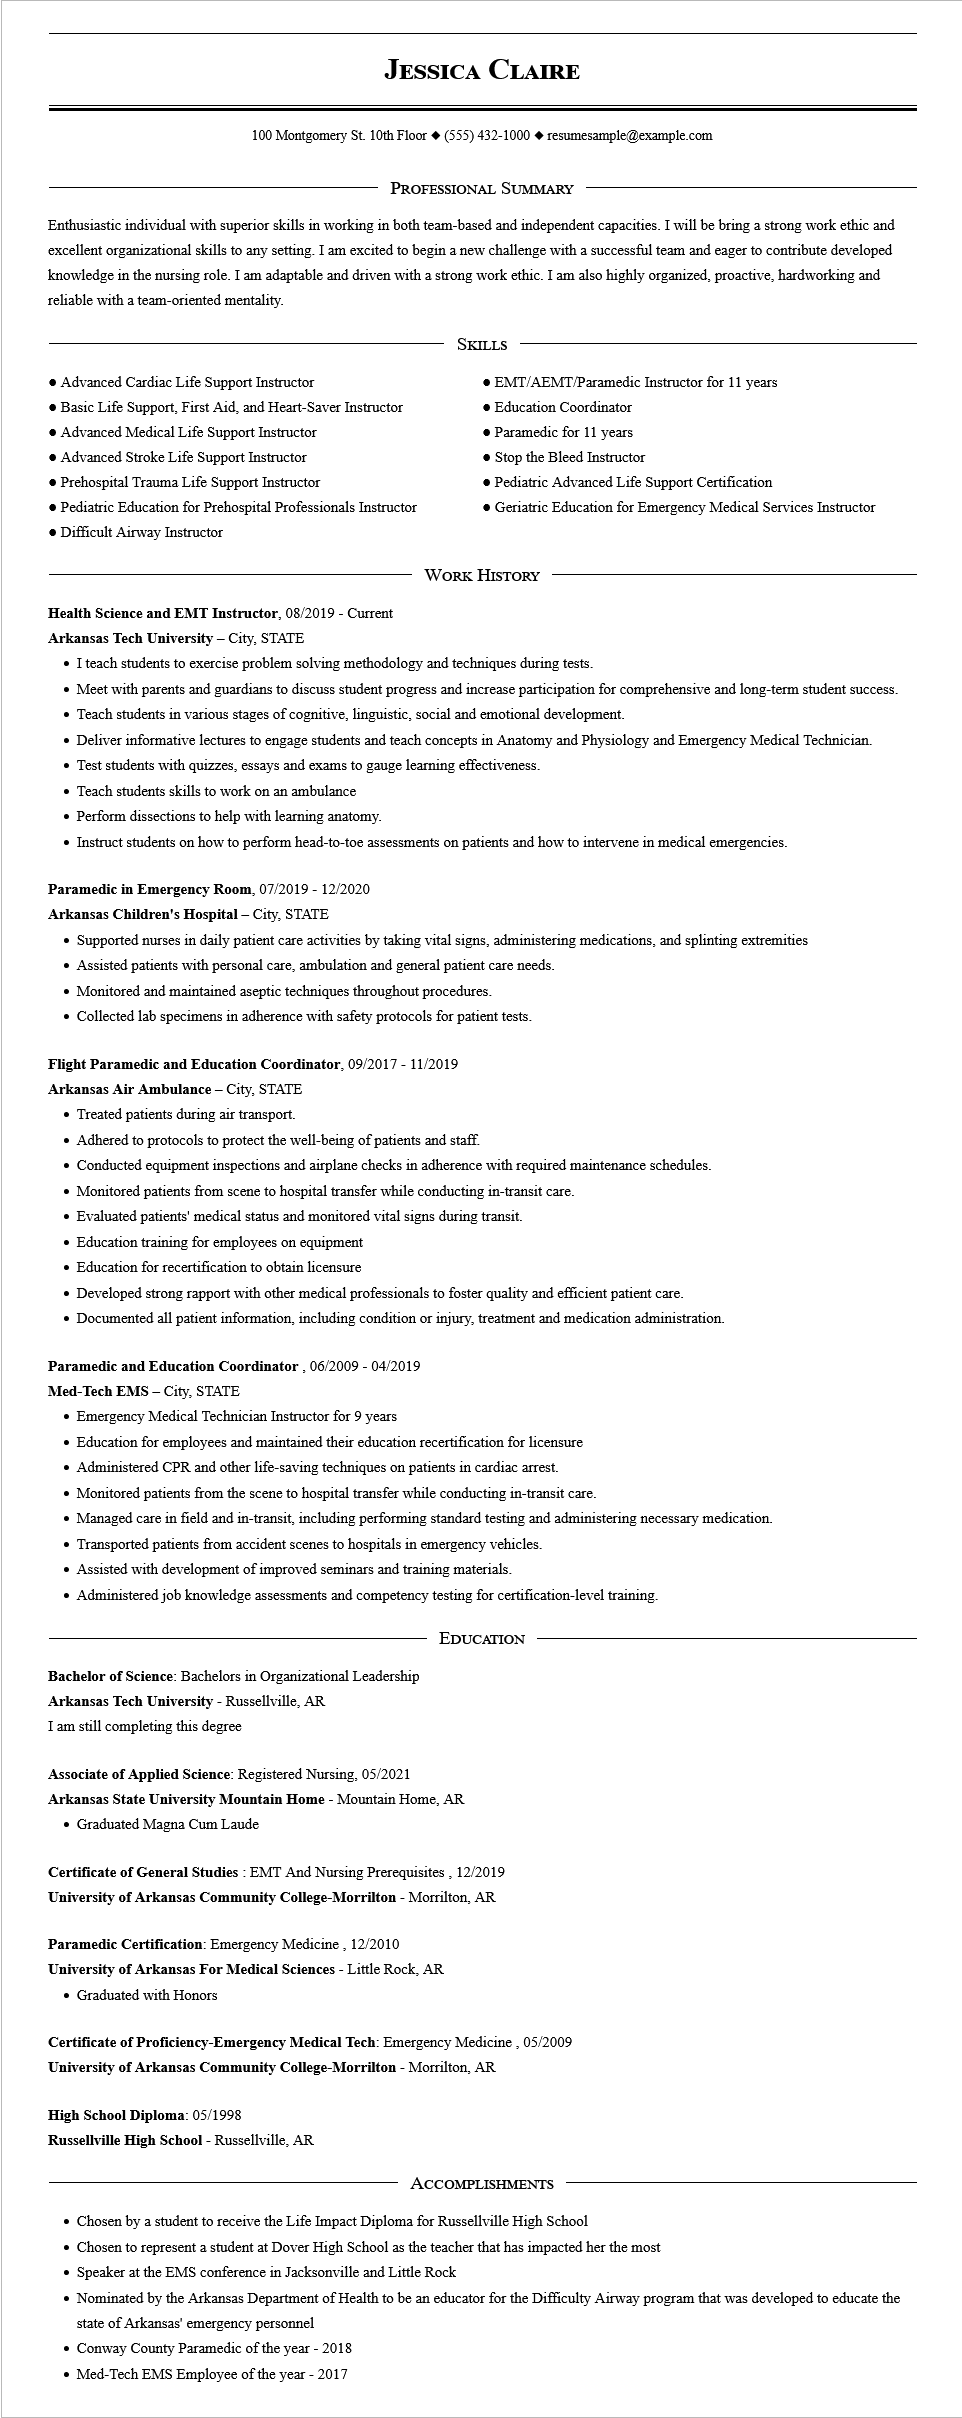 Jessica Claire
100 Montgomery St. 10th Floor ◆ (555) 432-1000 ◆ resumesample@example.com
Professional Summary
Enthusiastic individual with superior skills in working in both team-based and independent capacities. I will be bring a strong work ethic and
excellent organizational skills to any setting. I am excited to begin a new challenge with a successful team and eager to contribute developed
knowledge in the nursing role. I am adaptable and driven with a strong work ethic. I am also highly organized, proactive, hardworking and
reliable with a team-oriented mentality.
Skills
● Advanced Cardiac Life Support Instructor
● Basic Life Support, First Aid, and Heart-Saver Instructor
● Advanced Medical Life Support Instructor
● Advanced Stroke Life Support Instructor
● Prehospital Trauma Life Support Instructor
● Pediatric Education for Prehospital Professionals Instructor
● Difficult Airway Instructor
● EMT/AEMT/Paramedic Instructor for 11 years
● Education Coordinator
● Paramedic for 11 years
● Stop the Bleed Instructor
● Pediatric Advanced Life Support Certification
● Geriatric Education for Emergency Medical Services Instructor
Work History
Health Science and EMT Instructor, 08/2019 - Current
Arkansas Tech University – City, STATE
• I teach students to exercise problem solving methodology and techniques during tests.
• Meet with parents and guardians to discuss student progress and increase participation for comprehensive and long-term student success.
• Teach students in various stages of cognitive, linguistic, social and emotional development.
• Deliver informative lectures to engage students and teach concepts in Anatomy and Physiology and Emergency Medical Technician.
• Test students with quizzes, essays and exams to gauge learning effectiveness.
• Teach students skills to work on an ambulance
• Perform dissections to help with learning anatomy.
• Instruct students on how to perform head-to-toe assessments on patients and how to intervene in medical emergencies.
Paramedic in Emergency Room, 07/2019 - 12/2020
Arkansas Children's Hospital – City, STATE
• Supported nurses in daily patient care activities by taking vital signs, administering medications, and splinting extremities
• Assisted patients with personal care, ambulation and general patient care needs.
• Monitored and maintained aseptic techniques throughout procedures.
• Collected lab specimens in adherence with safety protocols for patient tests.
Flight Paramedic and Education Coordinator, 09/2017 - 11/2019
Arkansas Air Ambulance – City, STATE
• Treated patients during air transport.
• Adhered to protocols to protect the well-being of patients and staff.
• Conducted equipment inspections and airplane checks in adherence with required maintenance schedules.
• Monitored patients from scene to hospital transfer while conducting in-transit care.
• Evaluated patients' medical status and monitored vital signs during transit.
• Education training for employees on equipment
• Education for recertification to obtain licensure
• Developed strong rapport with other medical professionals to foster quality and efficient patient care.
• Documented all patient information, including condition or injury, treatment and medication administration.
Paramedic and Education Coordinator , 06/2009 - 04/2019
Med-Tech EMS – City, STATE
• Emergency Medical Technician Instructor for 9 years
• Education for employees and maintained their education recertification for licensure
• Administered CPR and other life-saving techniques on patients in cardiac arrest.
• Monitored patients from the scene to hospital transfer while conducting in-transit care.
• Managed care in field and in-transit, including performing standard testing and administering necessary medication.
• Transported patients from accident scenes to hospitals in emergency vehicles.
• Assisted with development of improved seminars and training materials.
• Administered job knowledge assessments and competency testing for certification-level training.
Education
Bachelor of Science: Bachelors in Organizational Leadership
Arkansas Tech University - Russellville, AR
I am still completing this degree
Associate of Applied Science: Registered Nursing, 05/2021
Arkansas State University Mountain Home - Mountain Home, AR
• Graduated Magna Cum Laude
Certificate of General Studies : EMT And Nursing Prerequisites , 12/2019
University of Arkansas Community College-Morrilton - Morrilton, AR
Paramedic Certification: Emergency Medicine , 12/2010
University of Arkansas For Medical Sciences - Little Rock, AR
• Graduated with Honors
Certificate of Proficiency-Emergency Medical Tech: Emergency Medicine , 05/2009
University of Arkansas Community College-Morrilton - Morrilton, AR
High School Diploma: 05/1998
Russellville High School - Russellville, AR
Accomplishments
• Chosen by a student to receive the Life Impact Diploma for Russellville High School
• Chosen to represent a student at Dover High School as the teacher that has impacted her the most
• Speaker at the EMS conference in Jacksonville and Little Rock
• Nominated by the Arkansas Department of Health to be an educator for the Difficulty Airway program that was developed to educate the
state of Arkansas' emergency personnel
• Conway County Paramedic of the year - 2018
• Med-Tech EMS Employee of the year - 2017